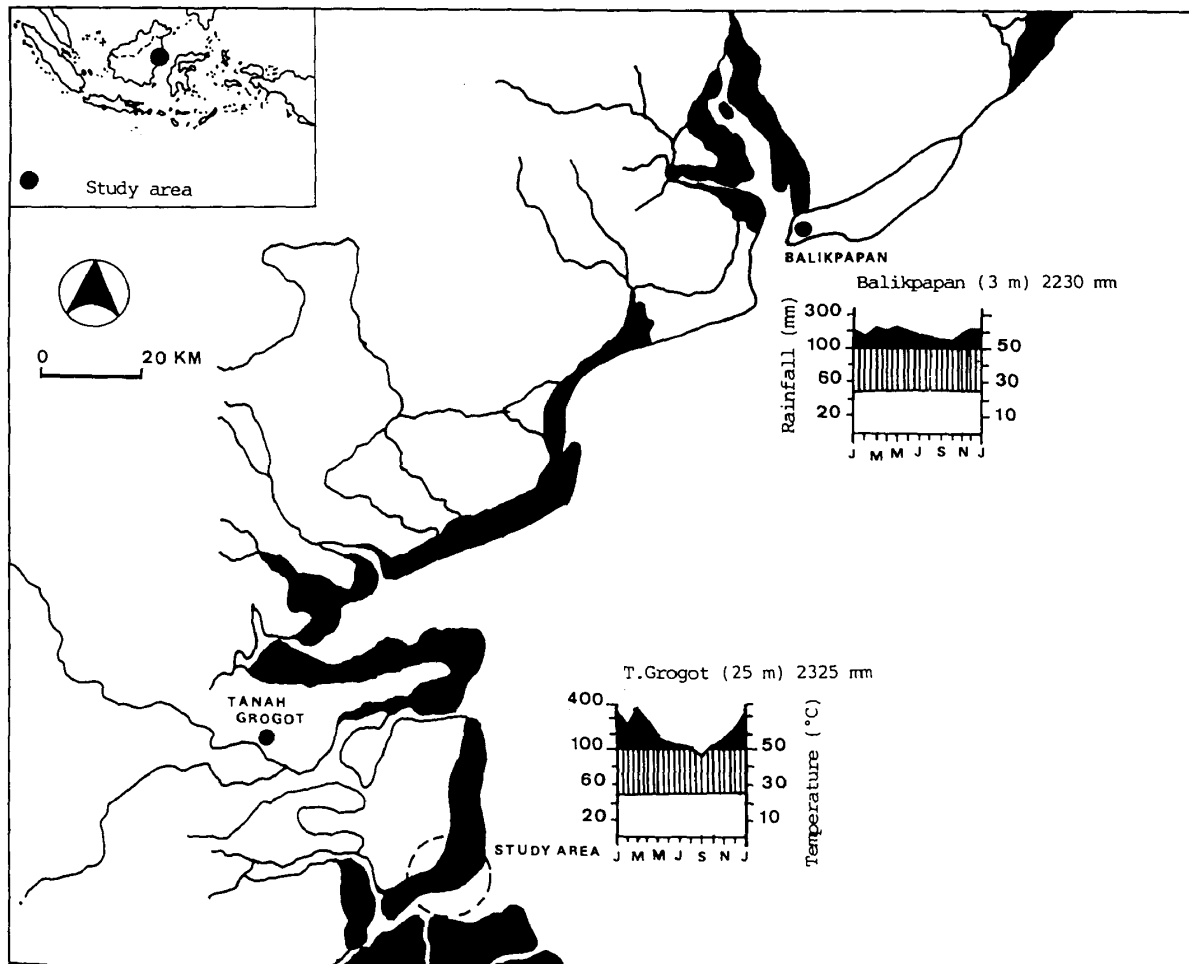 Study area
0 20 KM
BALIKPAPAN
Balikpapan (3 m) 2230 mm
Rainfall (mm)
300
100
60
20
50
30
10
J M M J S N J
TANAH
GROGOT
T.Grogot (25 m) 2325 mm
400
100
60
20
50
30
10
Temperature (°C)
J M M J S N J
STUDY AREA